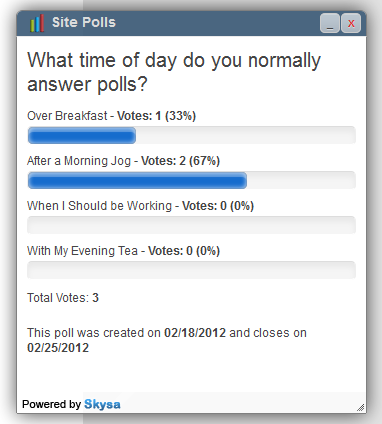 Site Polls
_ X
What time of day do you normally
answer polls?
Over Breakfast - Votes: 1 (33%)
After a Morning Jog - Votes: 2 (67%)
When I Should be Working - Votes: 0 (0%)
With My Evening Tea - Votes: 0 (0%)
Total Votes: 3
This poll was created on 02/18/2012 and closes on
02/25/2012
Powered by Skysa